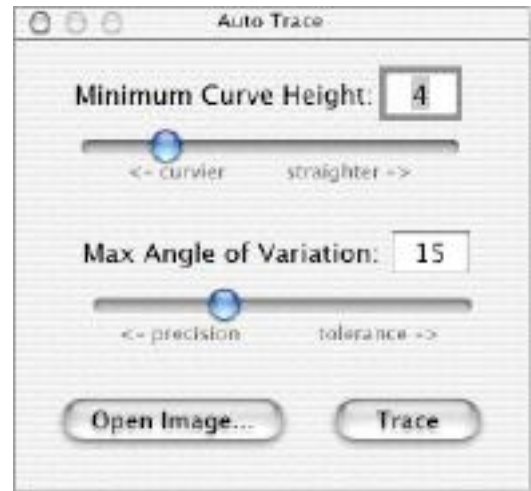 Auto Trace
Minimum Curve Height: 4
<- curvier straighter ->
Max Angle of Variation: 15
<- precision tolerance ->
Open Image... Trace